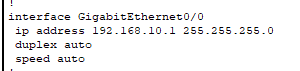 !
interface GigabitEthernet0/0
 ip address 192.168.10.1 255.255.255.0
 duplex auto
 speed auto
!